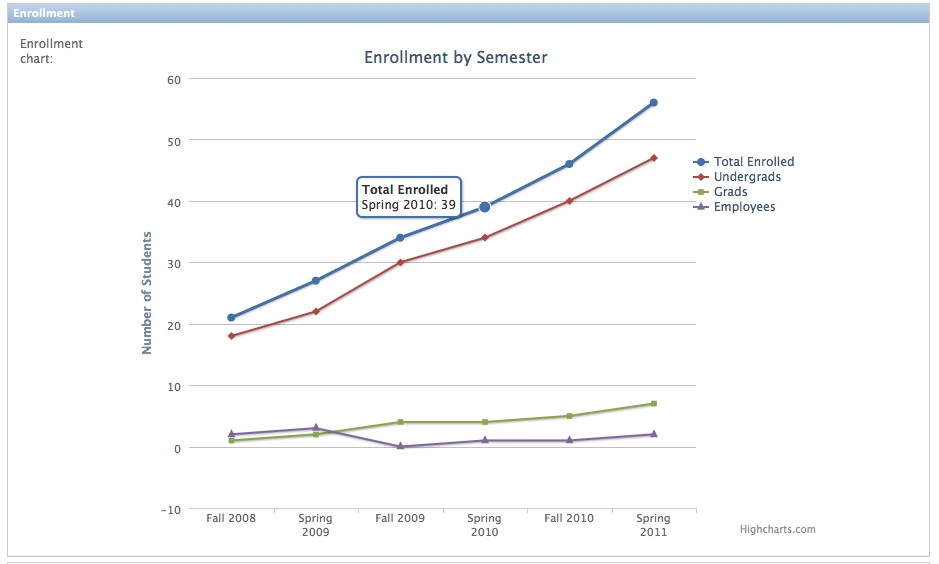 Enrollment
Enrollment
chart:
Enrollment by Semester
60
50
40
30
20
10
0
−10
Number of Students
Total Enrolled
Spring 2010: 39
Total Enrolled
Undergrads
Grads
Employees
Fall 2008
Spring
2009
Fall 2009
Spring
2010
Fall 2010
Spring
2011
Highcharts.com